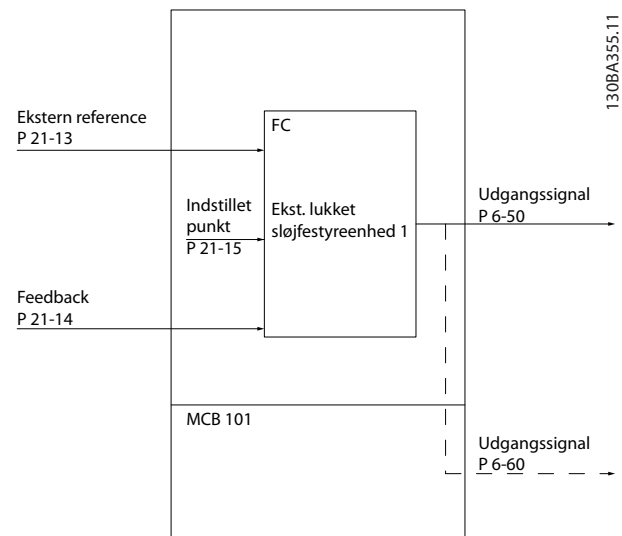 130BA355.11
Ekstern reference
P 21-13
FC
Indstillet
punkt
P 21-15
Ekst. lukket
sløjfestyreenhed 1
Udgangssignal
P 6-50
Feedback
P 21-14
MCB 101
Udgangssignal
P 6-60